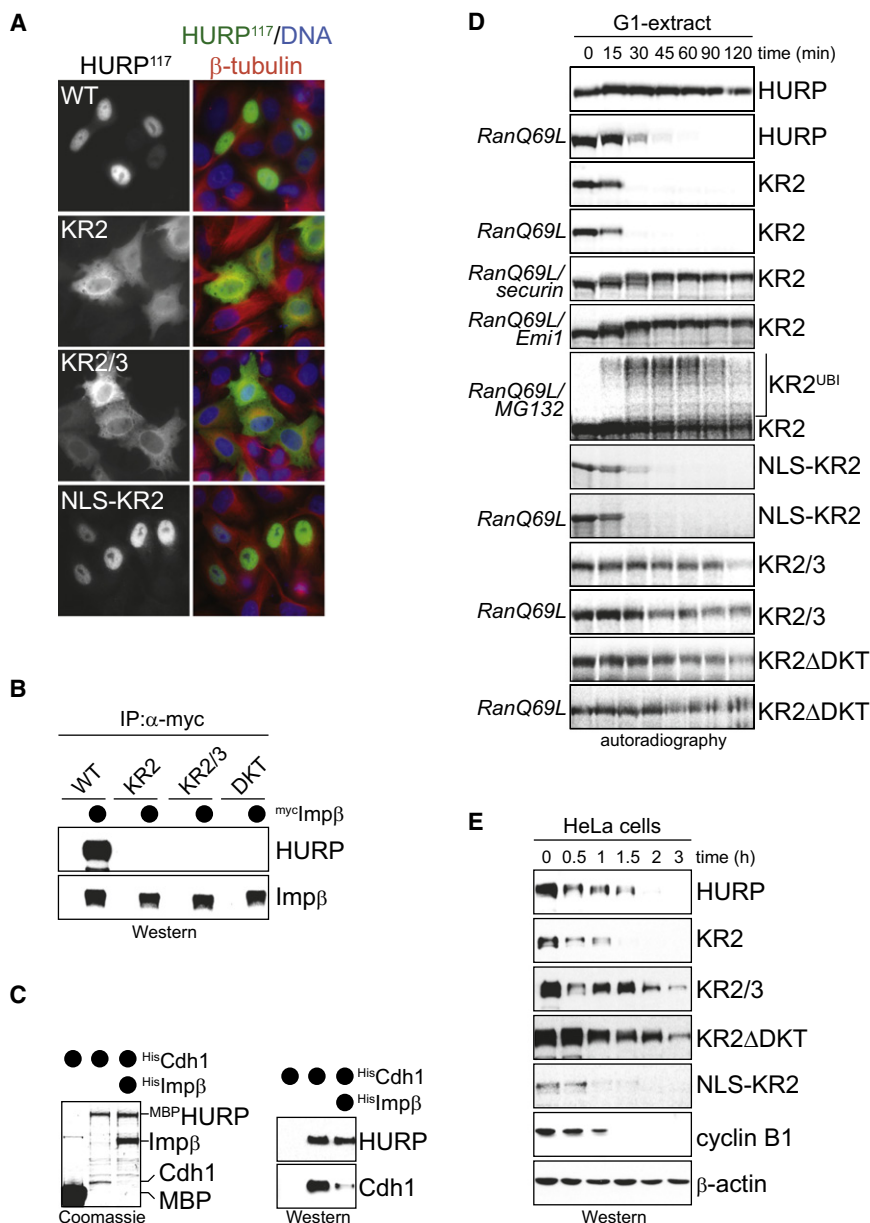 A
HURP117
HURP117/DNA
β-tubulin
WT
KR2
KR2/3
NLS-KR2
B
IP:α-myc
WT KR2 KR2/3 DKT
mycImpβ
HURP
Impβ
Western
C
HisCdh1
HisImpβ
MBPHURP
Impβ
Cdh1
MBP
Coomassie
HisCdh1
HisImpβ
HURP
Cdh1
Western
D
G1-extract
0 15 30 45 60 90 120 time (min)
HURP
RanQ69L HURP
KR2
RanQ69L KR2
RanQ69L/
securin KR2
RanQ69L/
Emi1 KR2
KR2UBI
RanQ69L/
MG132
KR2
NLS-KR2
RanQ69L NLS-KR2
KR2/3
RanQ69L KR2/3
KR2ΔDKT
RanQ69L KR2ΔDKT
autoradiography
E
HeLa cells
0 0.5 1 1.5 2 3 time (h)
HURP
KR2
KR2/3
KR2ΔDKT
NLS-KR2
cyclin B1
β-actin
Western